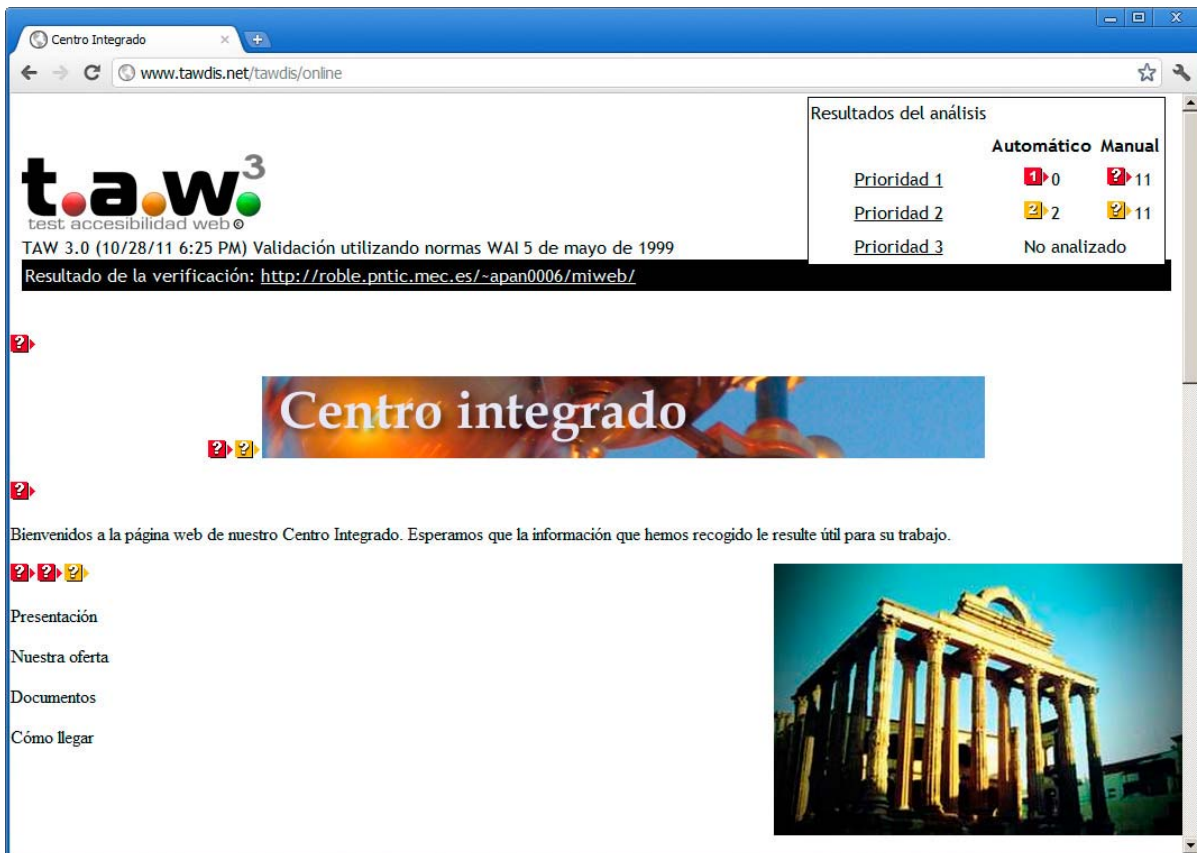 Centro Integrado
www.tawdis.net/tawdis/online
Resultados del análisis
Automático Manual
Prioridad 1 1 0 ? 11
Prioridad 2 2 2 ? 11
Prioridad 3 No analizado
t.a.w.3
test accesibilidad web©
TAW 3.0 (10/28/11 6:25 PM) Validación utilizando normas WAI 5 de mayo de 1999
Resultado de la verificación: http://roble.pntic.mec.es/~apan0006/miweb/
?
Centro integrado
? ?
?
Bienvenidos a la página web de nuestro Centro Integrado. Esperamos que la información que hemos recogido le resulte útil para su trabajo.
? ? ?
Presentación
Nuestra oferta
Documentos
Cómo llegar